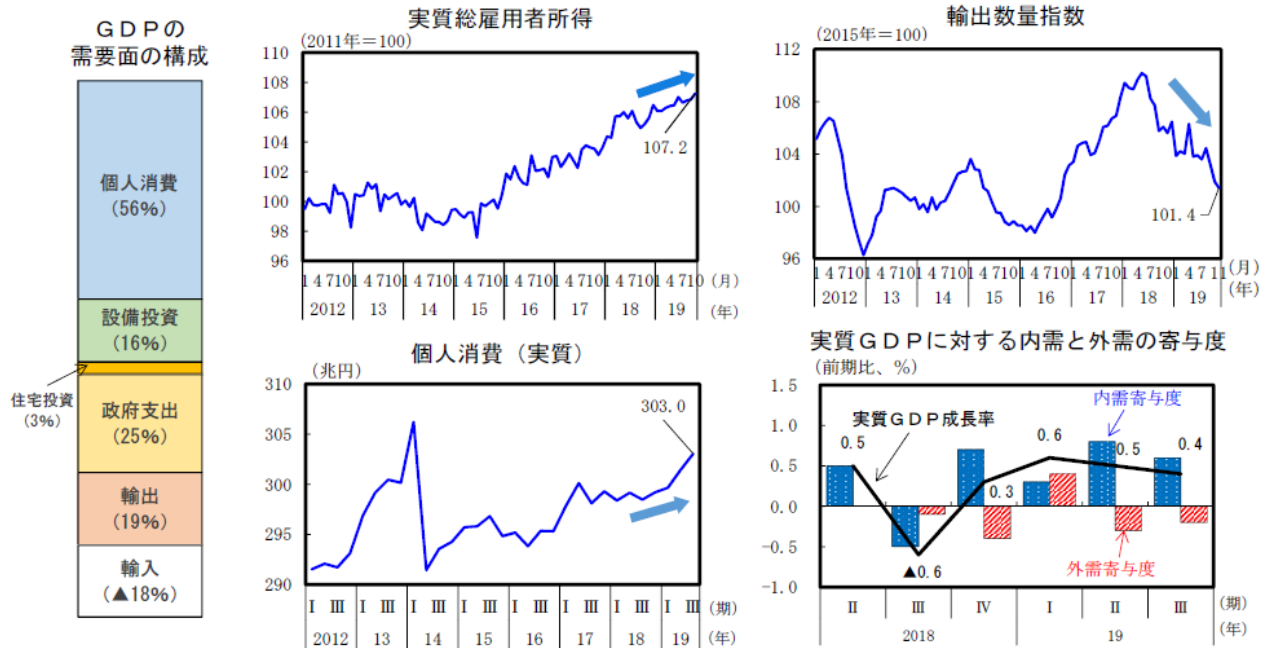 GDPの
需要面の構成
個人消費
(56%)
設備投資
(16%)
住宅投資
(3%)
政府支出
(25%)
輸出
(19%)
輸入
(▲18%)
実質総雇用者所得
(2011年=100)
110
108
106
104
102
100
98
96
107.2
1 4 7 10 1 4 7 10 1 4 7 10 1 4 7 10 1 4 7 10 1 4 7 10 1 4 7 10 1 4 7 10 (月)
2012 13 14 15 16 17 18 19 (年)
輸出数量指数
(2015年=100)
112
108
104
100
96
101.4
1 4 7 10 1 4 7 10 1 4 7 10 1 4 7 10 1 4 7 10 1 4 7 10 1 4 7 10 1 4 7 11 (月)
2012 13 14 15 16 17 18 19 (年)
個人消費(実質)
(兆円)
310
305
300
295
290
303.0
I III I III I III I III I III I III I III I III (期)
2012 13 14 15 16 17 18 19 (年)
実質GDPに対する内需と外需の寄与度
(前期比、%)
1.5
1.0
0.5
0.0
-0.5
-1.0
内需寄与度
実質GDP成長率
0.5
▲0.6
0.3
0.6
0.5
0.4
外需寄与度
II III IV I II III (期)
2018 19 (年)